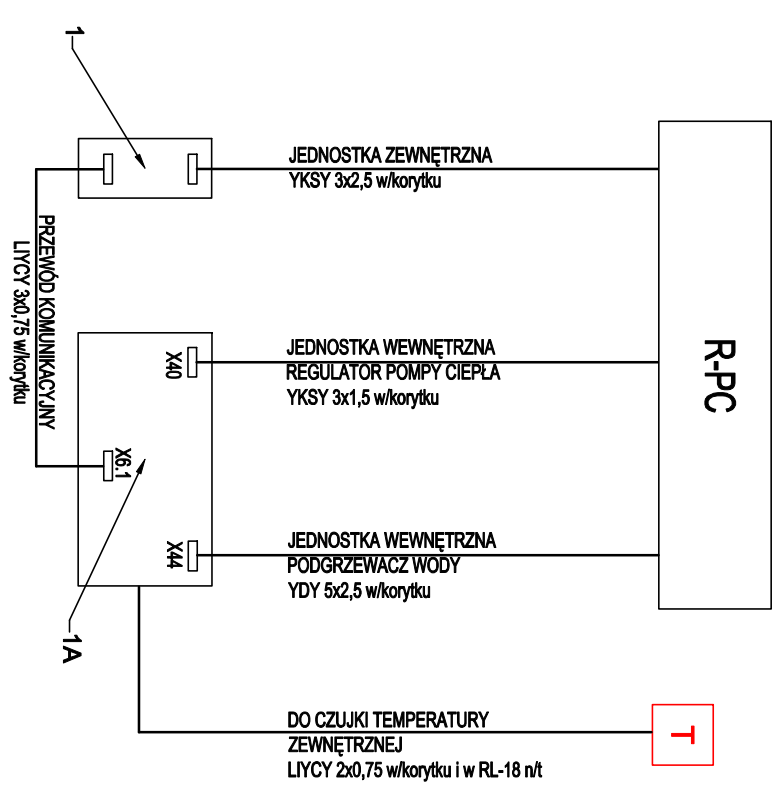 1
JEDNOSTKA ZEWNĘTRZNA
YKSY 3x2,5 w/korytku
R-PC
PRZEWÓD KOMUNIKACYJNY
LIYCY 3x0,75 w/korytku
JEDNOSTKA WEWNĘTRZNA
REGULATOR POMPY CIEPŁA
YKSY 3x1,5 w/korytku
X40
X6.1
X44
JEDNOSTKA WEWNĘTRZNA
PODGRZEWACZ WODY
YDY 5x2,5 w/korytku
1A
DO CZUJKI TEMPERATURY
ZEWNĘTRZNEJ
LIYCY 2x0,75 w/korytku i w RL-18 n/t
T